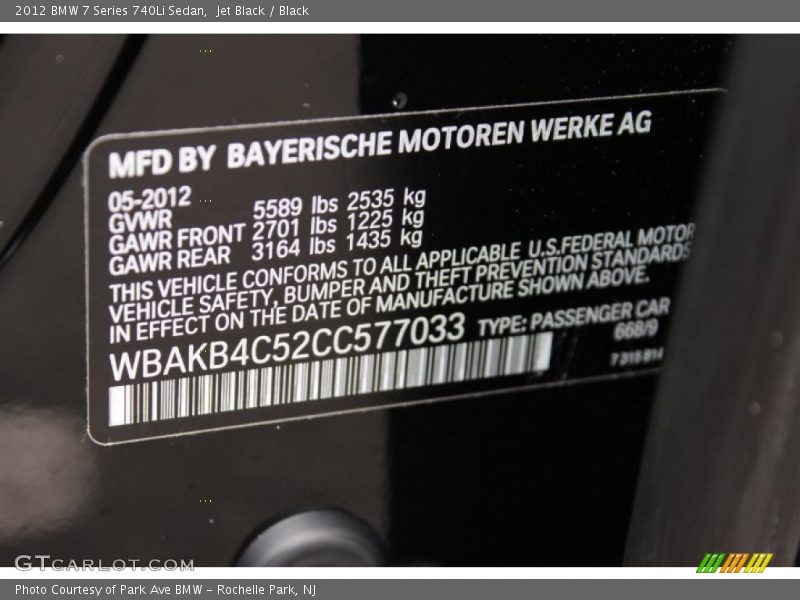 2012 BMW 7 Series 740Li Sedan, Jet Black / Black
MFD BY BAYERISCHE MOTOREN WERKE AG
05-2012
GVWR 5589 lbs 2535 kg
GAWR FRONT 2701 lbs 1225 kg
GAWR REAR 3164 lbs 1435 kg
THIS VEHICLE CONFORMS TO ALL APPLICABLE U.S.FEDERAL MOTOR
VEHICLE SAFETY, BUMPER AND THEFT PREVENTION STANDARDS
IN EFFECT ON THE DATE OF MANUFACTURE SHOWN ABOVE.
WBAKB4C52CC577033 TYPE: PASSENGER CAR
668/9
7 315 814
GTCARLOT.COM
Photo Courtesy of Park Ave BMW - Rochelle Park, NJ